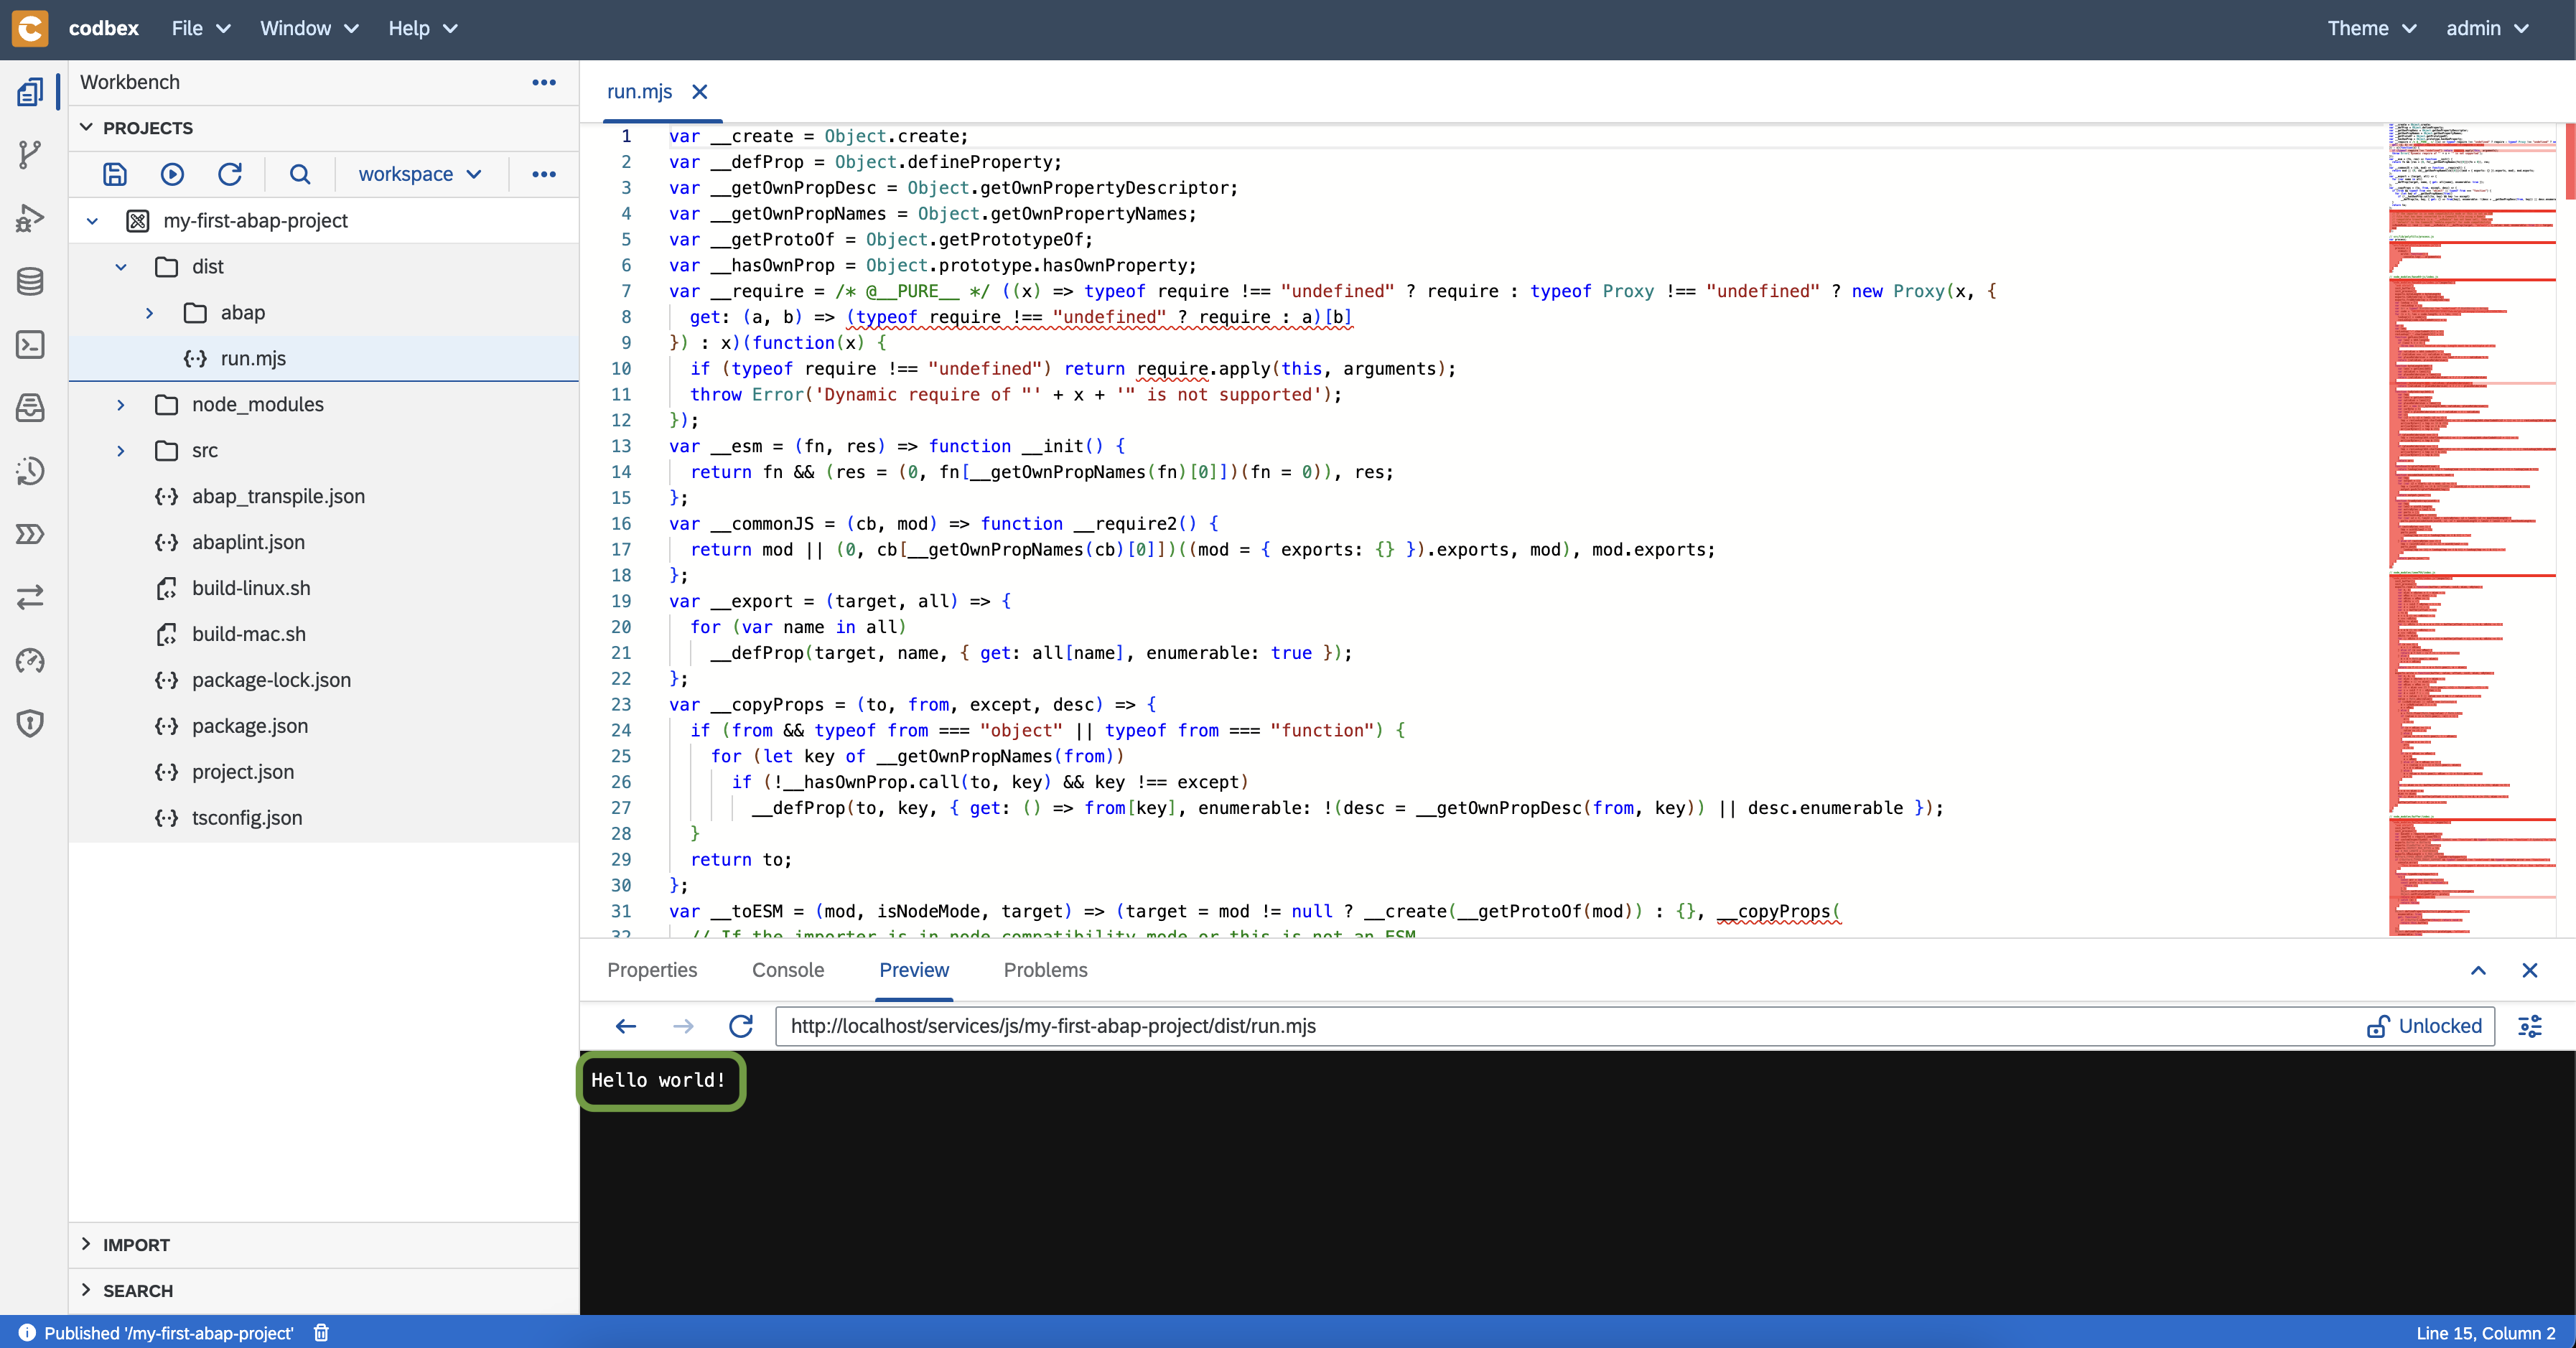 codbex File Window Help Theme admin
Workbench
PROJECTS
workspace
my-first-abap-project
dist
abap
run.mjs
node_modules
src
abap_transpile.json
abaplint.json
build-linux.sh
build-mac.sh
package-lock.json
package.json
project.json
tsconfig.json
IMPORT
SEARCH
run.mjs
1 var __create = Object.create;
2 var __defProp = Object.defineProperty;
3 var __getOwnPropDesc = Object.getOwnPropertyDescriptor;
4 var __getOwnPropNames = Object.getOwnPropertyNames;
5 var __getProtoOf = Object.getPrototypeOf;
6 var __hasOwnProp = Object.prototype.hasOwnProperty;
7 var __require = /* @__PURE__ */ ((x) => typeof require !== "undefined" ? require : typeof Proxy !== "undefined" ? new Proxy(x, {
8 get: (a, b) => (typeof require !== "undefined" ? require : a)[b]
9 }) : x)(function(x) {
10 if (typeof require !== "undefined") return require.apply(this, arguments);
11 throw Error('Dynamic require of "' + x + '" is not supported');
12 });
13 var __esm = (fn, res) => function __init() {
14 return fn && (res = (0, fn[__getOwnPropNames(fn)[0]])(fn = 0)), res;
15 };
16 var __commonJS = (cb, mod) => function __require2() {
17 return mod || (0, cb[__getOwnPropNames(cb)[0]])((mod = { exports: {} }).exports, mod), mod.exports;
18 };
19 var __export = (target, all) => {
20 for (var name in all)
21 __defProp(target, name, { get: all[name], enumerable: true });
22 };
23 var __copyProps = (to, from, except, desc) => {
24 if (from && typeof from === "object" || typeof from === "function") {
25 for (let key of __getOwnPropNames(from))
26 if (!__hasOwnProp.call(to, key) && key !== except)
27 __defProp(to, key, { get: () => from[key], enumerable: !(desc = __getOwnPropDesc(from, key)) || desc.enumerable });
28 }
29 return to;
30 };
31 var __toESM = (mod, isNodeMode, target) => (target = mod != null ? __create(__getProtoOf(mod)) : {}, __copyProps(
32 // If the importer is in node compatibility mode or this is not an ESM
Properties Console Preview Problems
http://localhost/services/js/my-first-abap-project/dist/run.mjs Unlocked
Hello world!
Published '/my-first-abap-project' Line 15, Column 2